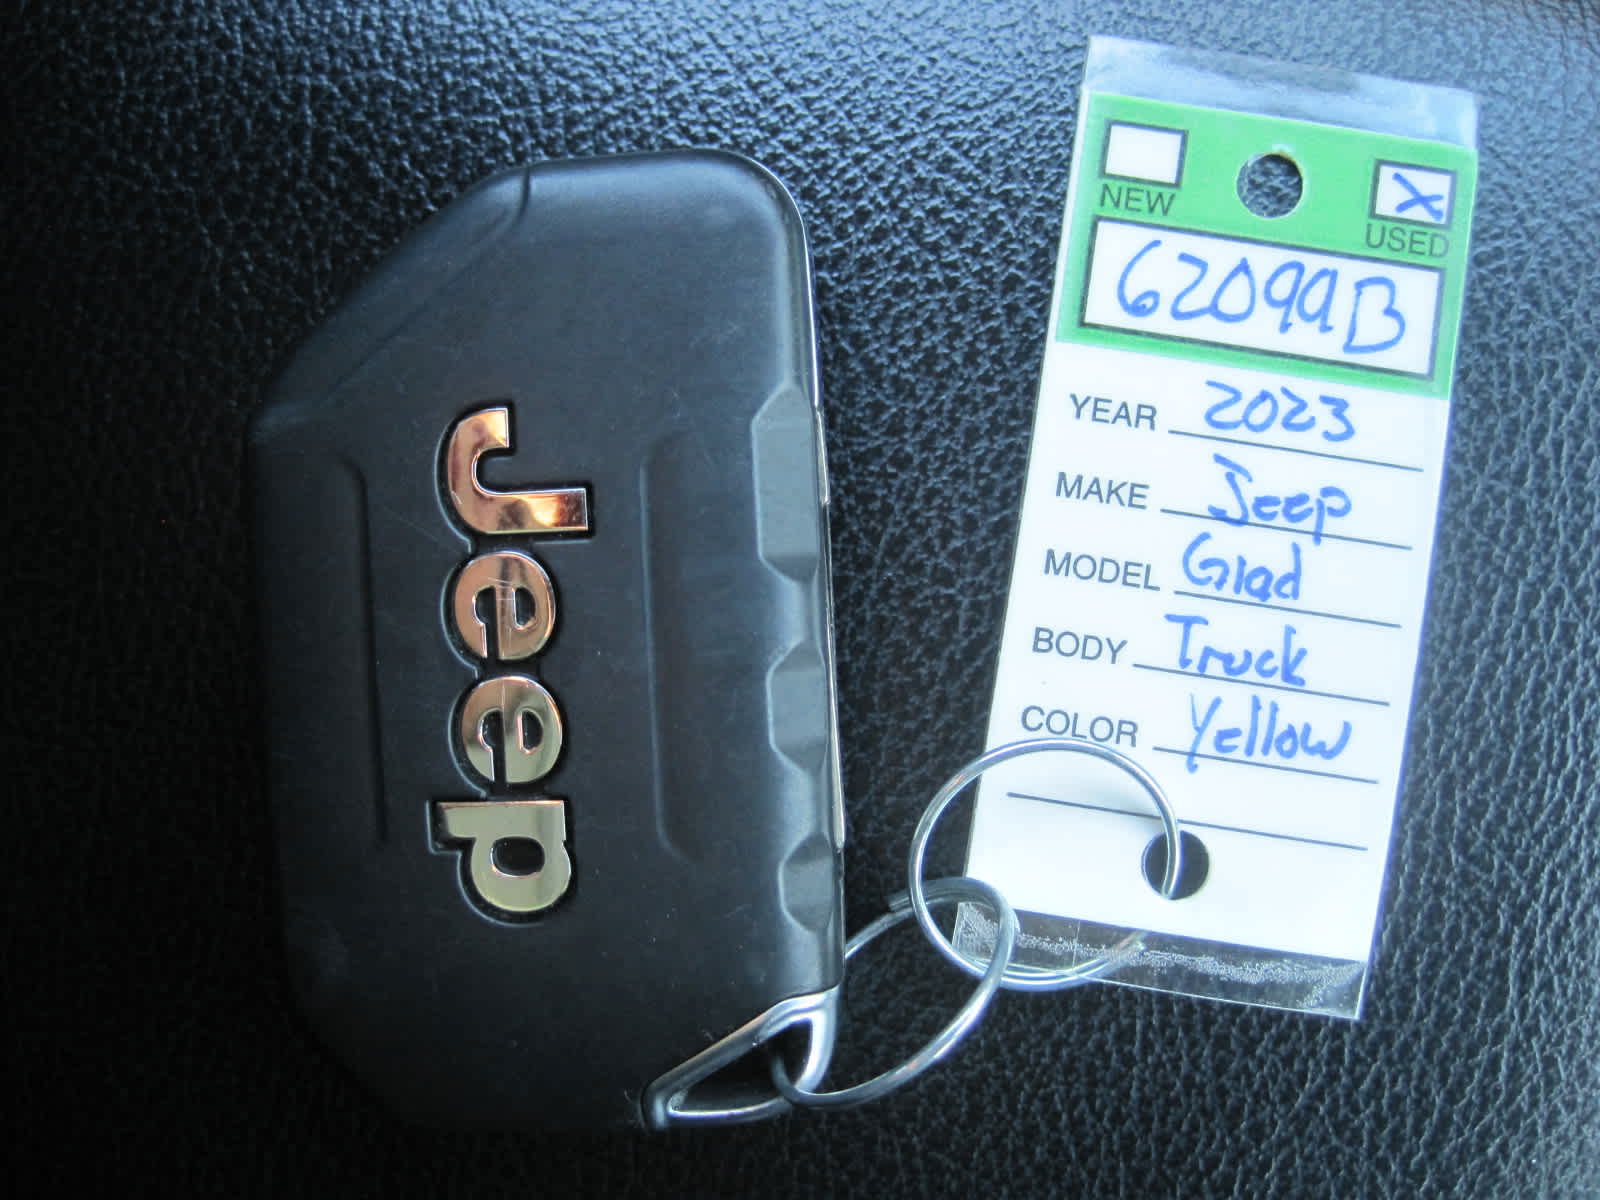 Jeep
NEW X USED
62099B
YEAR 2023
MAKE Jeep
MODEL Glad
BODY Truck
COLOR Yellow